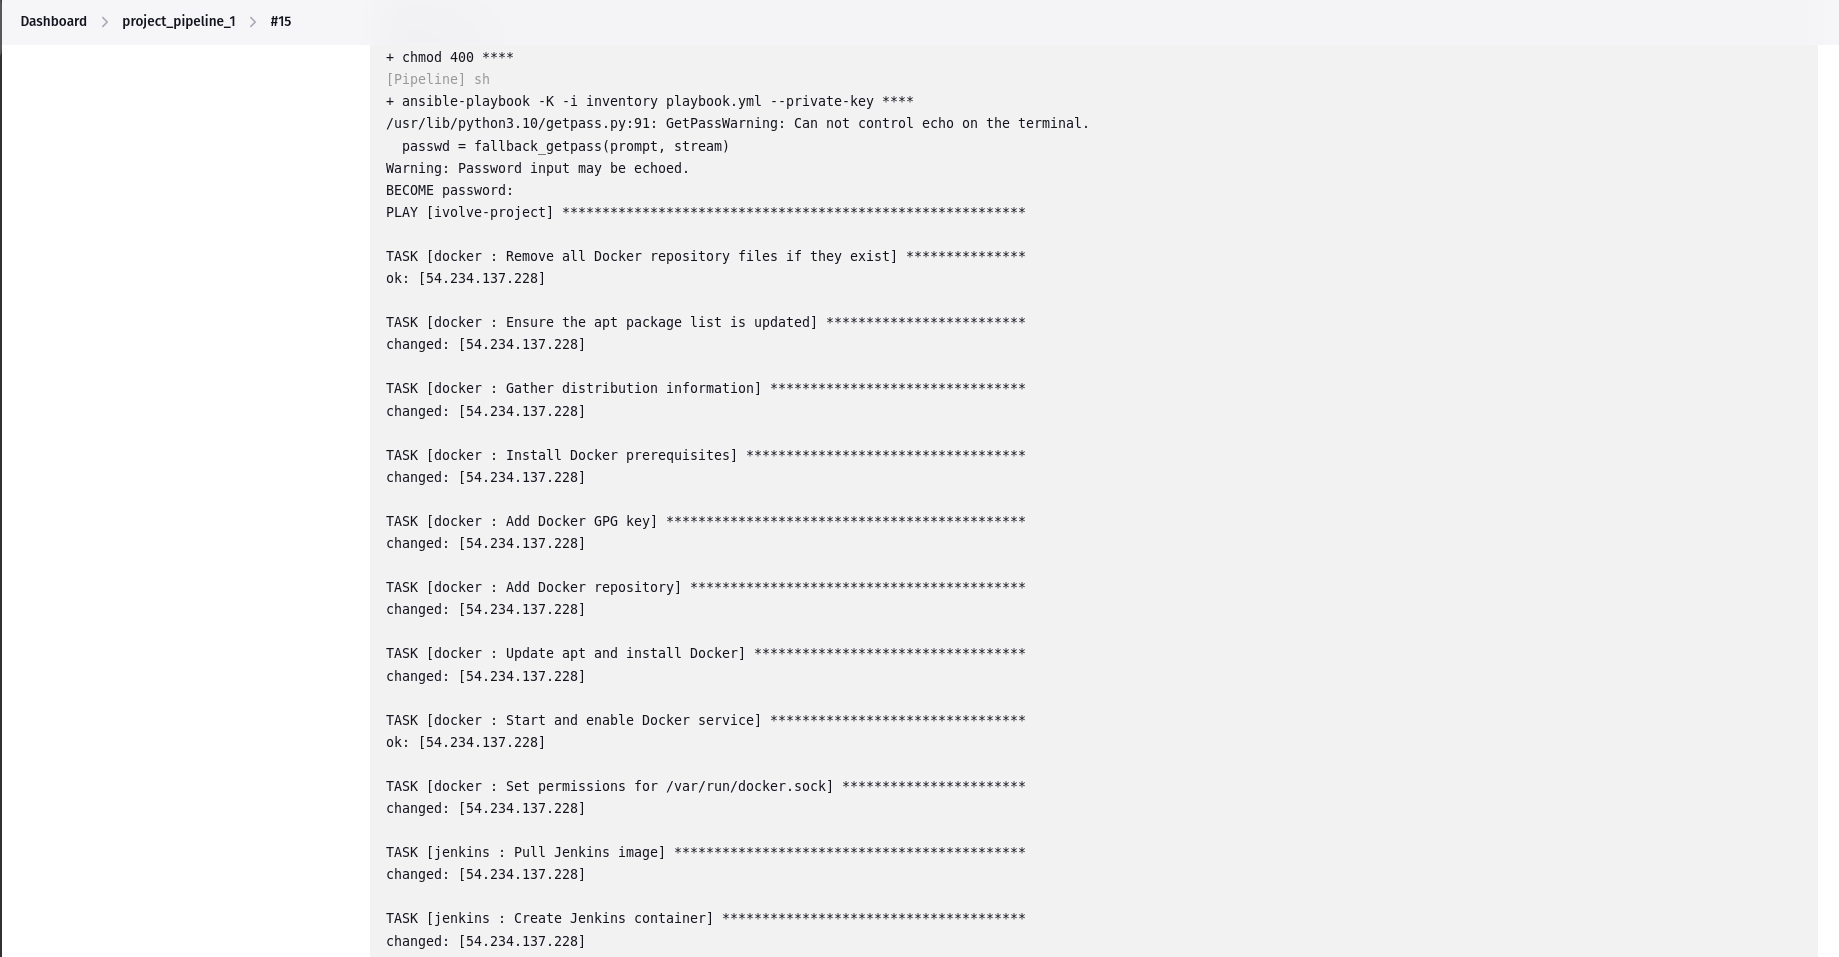 Dashboard > project_pipeline_1 > #15
+ chmod 400 ****
[Pipeline] sh
+ ansible-playbook -K -i inventory playbook.yml --private-key ****
/usr/lib/python3.10/getpass.py:91: GetPassWarning: Can not control echo on the terminal.
  passwd = fallback_getpass(prompt, stream)
Warning: Password input may be echoed.
BECOME password:
PLAY [ivolve-project] **********************************************************
TASK [docker : Remove all Docker repository files if they exist] ***************
ok: [54.234.137.228]
TASK [docker : Ensure the apt package list is updated] *************************
changed: [54.234.137.228]
TASK [docker : Gather distribution information] ********************************
changed: [54.234.137.228]
TASK [docker : Install Docker prerequisites] ***********************************
changed: [54.234.137.228]
TASK [docker : Add Docker GPG key] *********************************************
changed: [54.234.137.228]
TASK [docker : Add Docker repository] ******************************************
changed: [54.234.137.228]
TASK [docker : Update apt and install Docker] **********************************
changed: [54.234.137.228]
TASK [docker : Start and enable Docker service] ********************************
ok: [54.234.137.228]
TASK [docker : Set permissions for /var/run/docker.sock] ***********************
changed: [54.234.137.228]
TASK [jenkins : Pull Jenkins image] ********************************************
changed: [54.234.137.228]
TASK [jenkins : Create Jenkins container] **************************************
changed: [54.234.137.228]